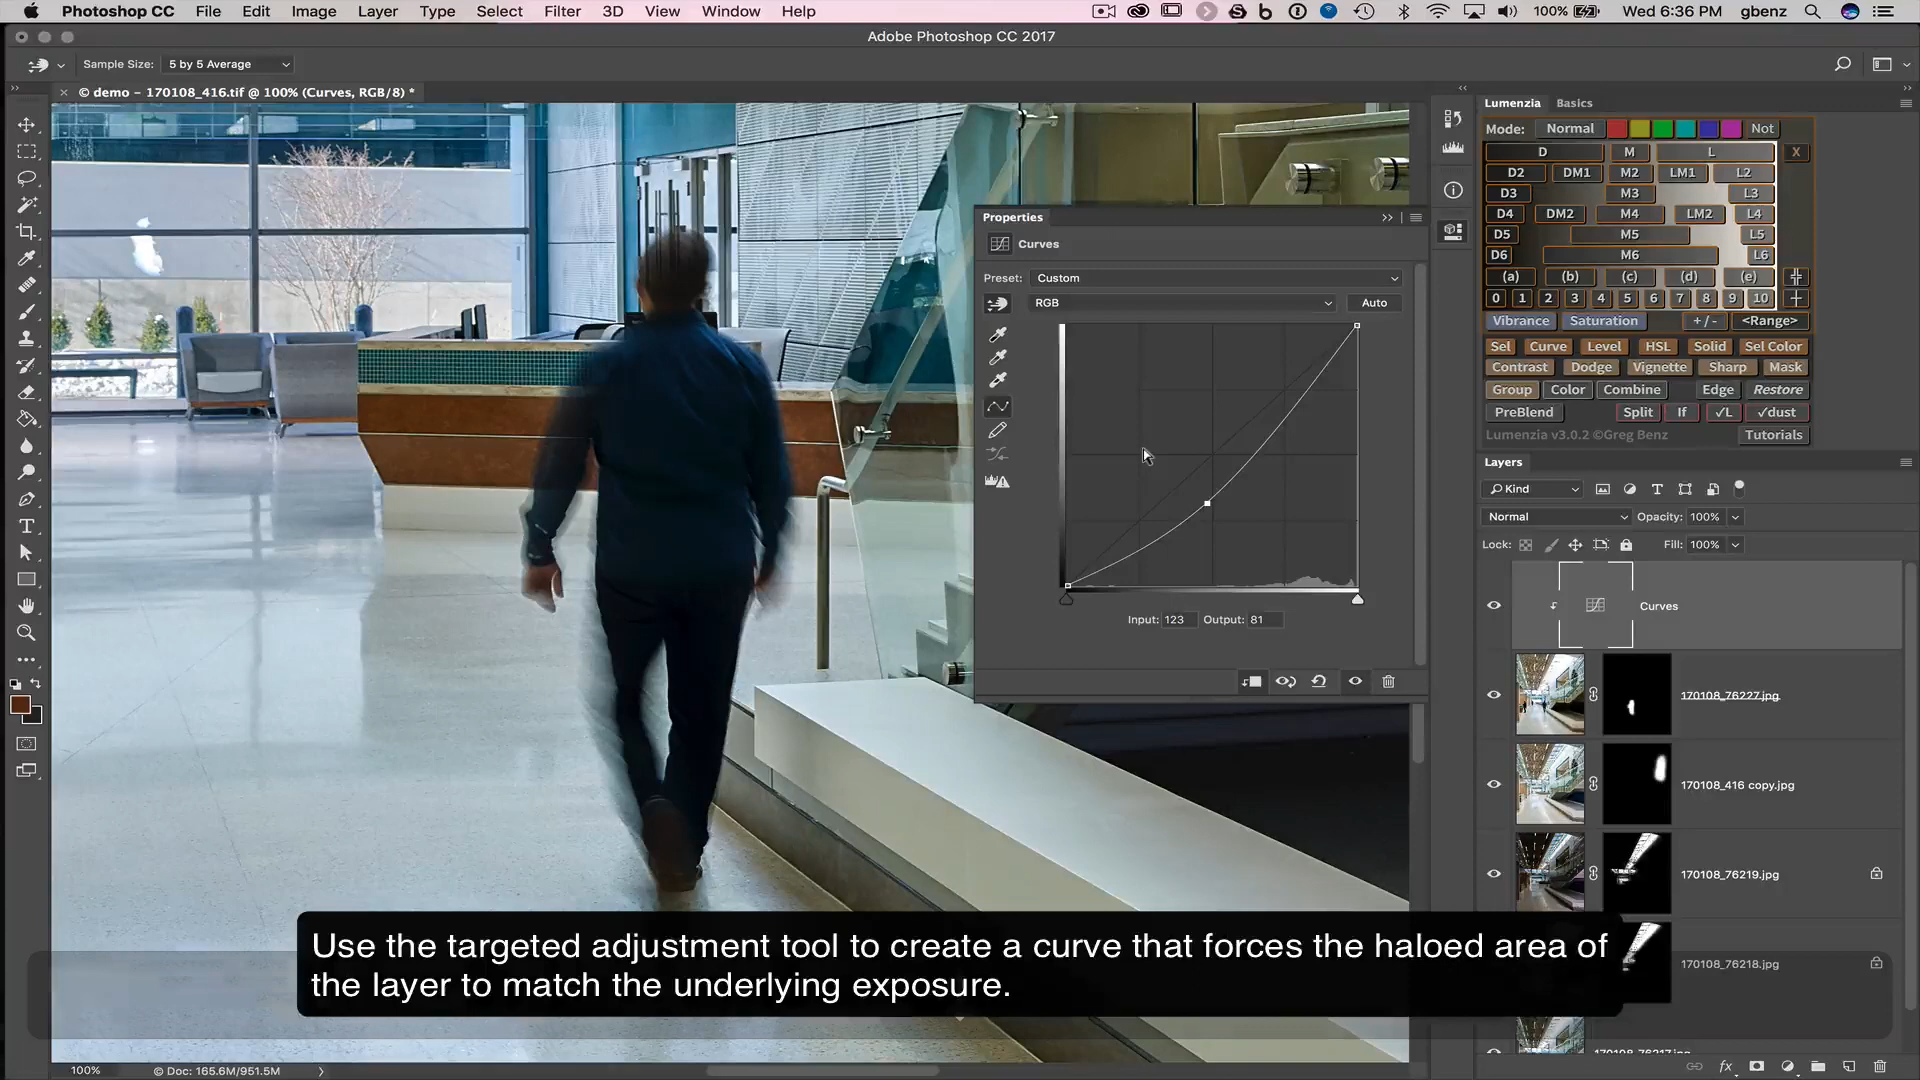 Photoshop CC File Edit Image Layer Type Select Filter 3D View Window Help 100% Wed 6:36 PM gbenz
Adobe Photoshop CC 2017
Sample Size: 5 by 5 Average
× © demo – 170108_416.tif @ 100% (Curves, RGB/8) *
Lumenzia Basics
Mode: Normal Not
D M L X
D2 DM1 M2 LM1 L2
D3 M3 L3
D4 DM2 M4 LM2 L4
D5 M5 L5
D6 M6 L6
(a) (b) (c) (d) (e)
0 1 2 3 4 5 6 7 8 9 10
Vibrance Saturation + / - <Range>
Sel Curve Level HSL Solid Sel Color
Contrast Dodge Vignette Sharp Mask
Group Color Combine Edge Restore
PreBlend Split If √L √dust
Lumenzia v3.0.2 ©Greg Benz Tutorials
Properties
Curves
Preset: Custom
RGB Auto
Input: 123 Output: 81
Layers
Kind
Normal Opacity: 100%
Lock: Fill: 100%
Curves
170108_76227.jpg
170108_416 copy.jpg
170108_76219.jpg
170108_76218.jpg
170108_76217.jpg
Use the targeted adjustment tool to create a curve that forces the haloed area of
the layer to match the underlying exposure.
100% © Doc: 165.6M/951.5M